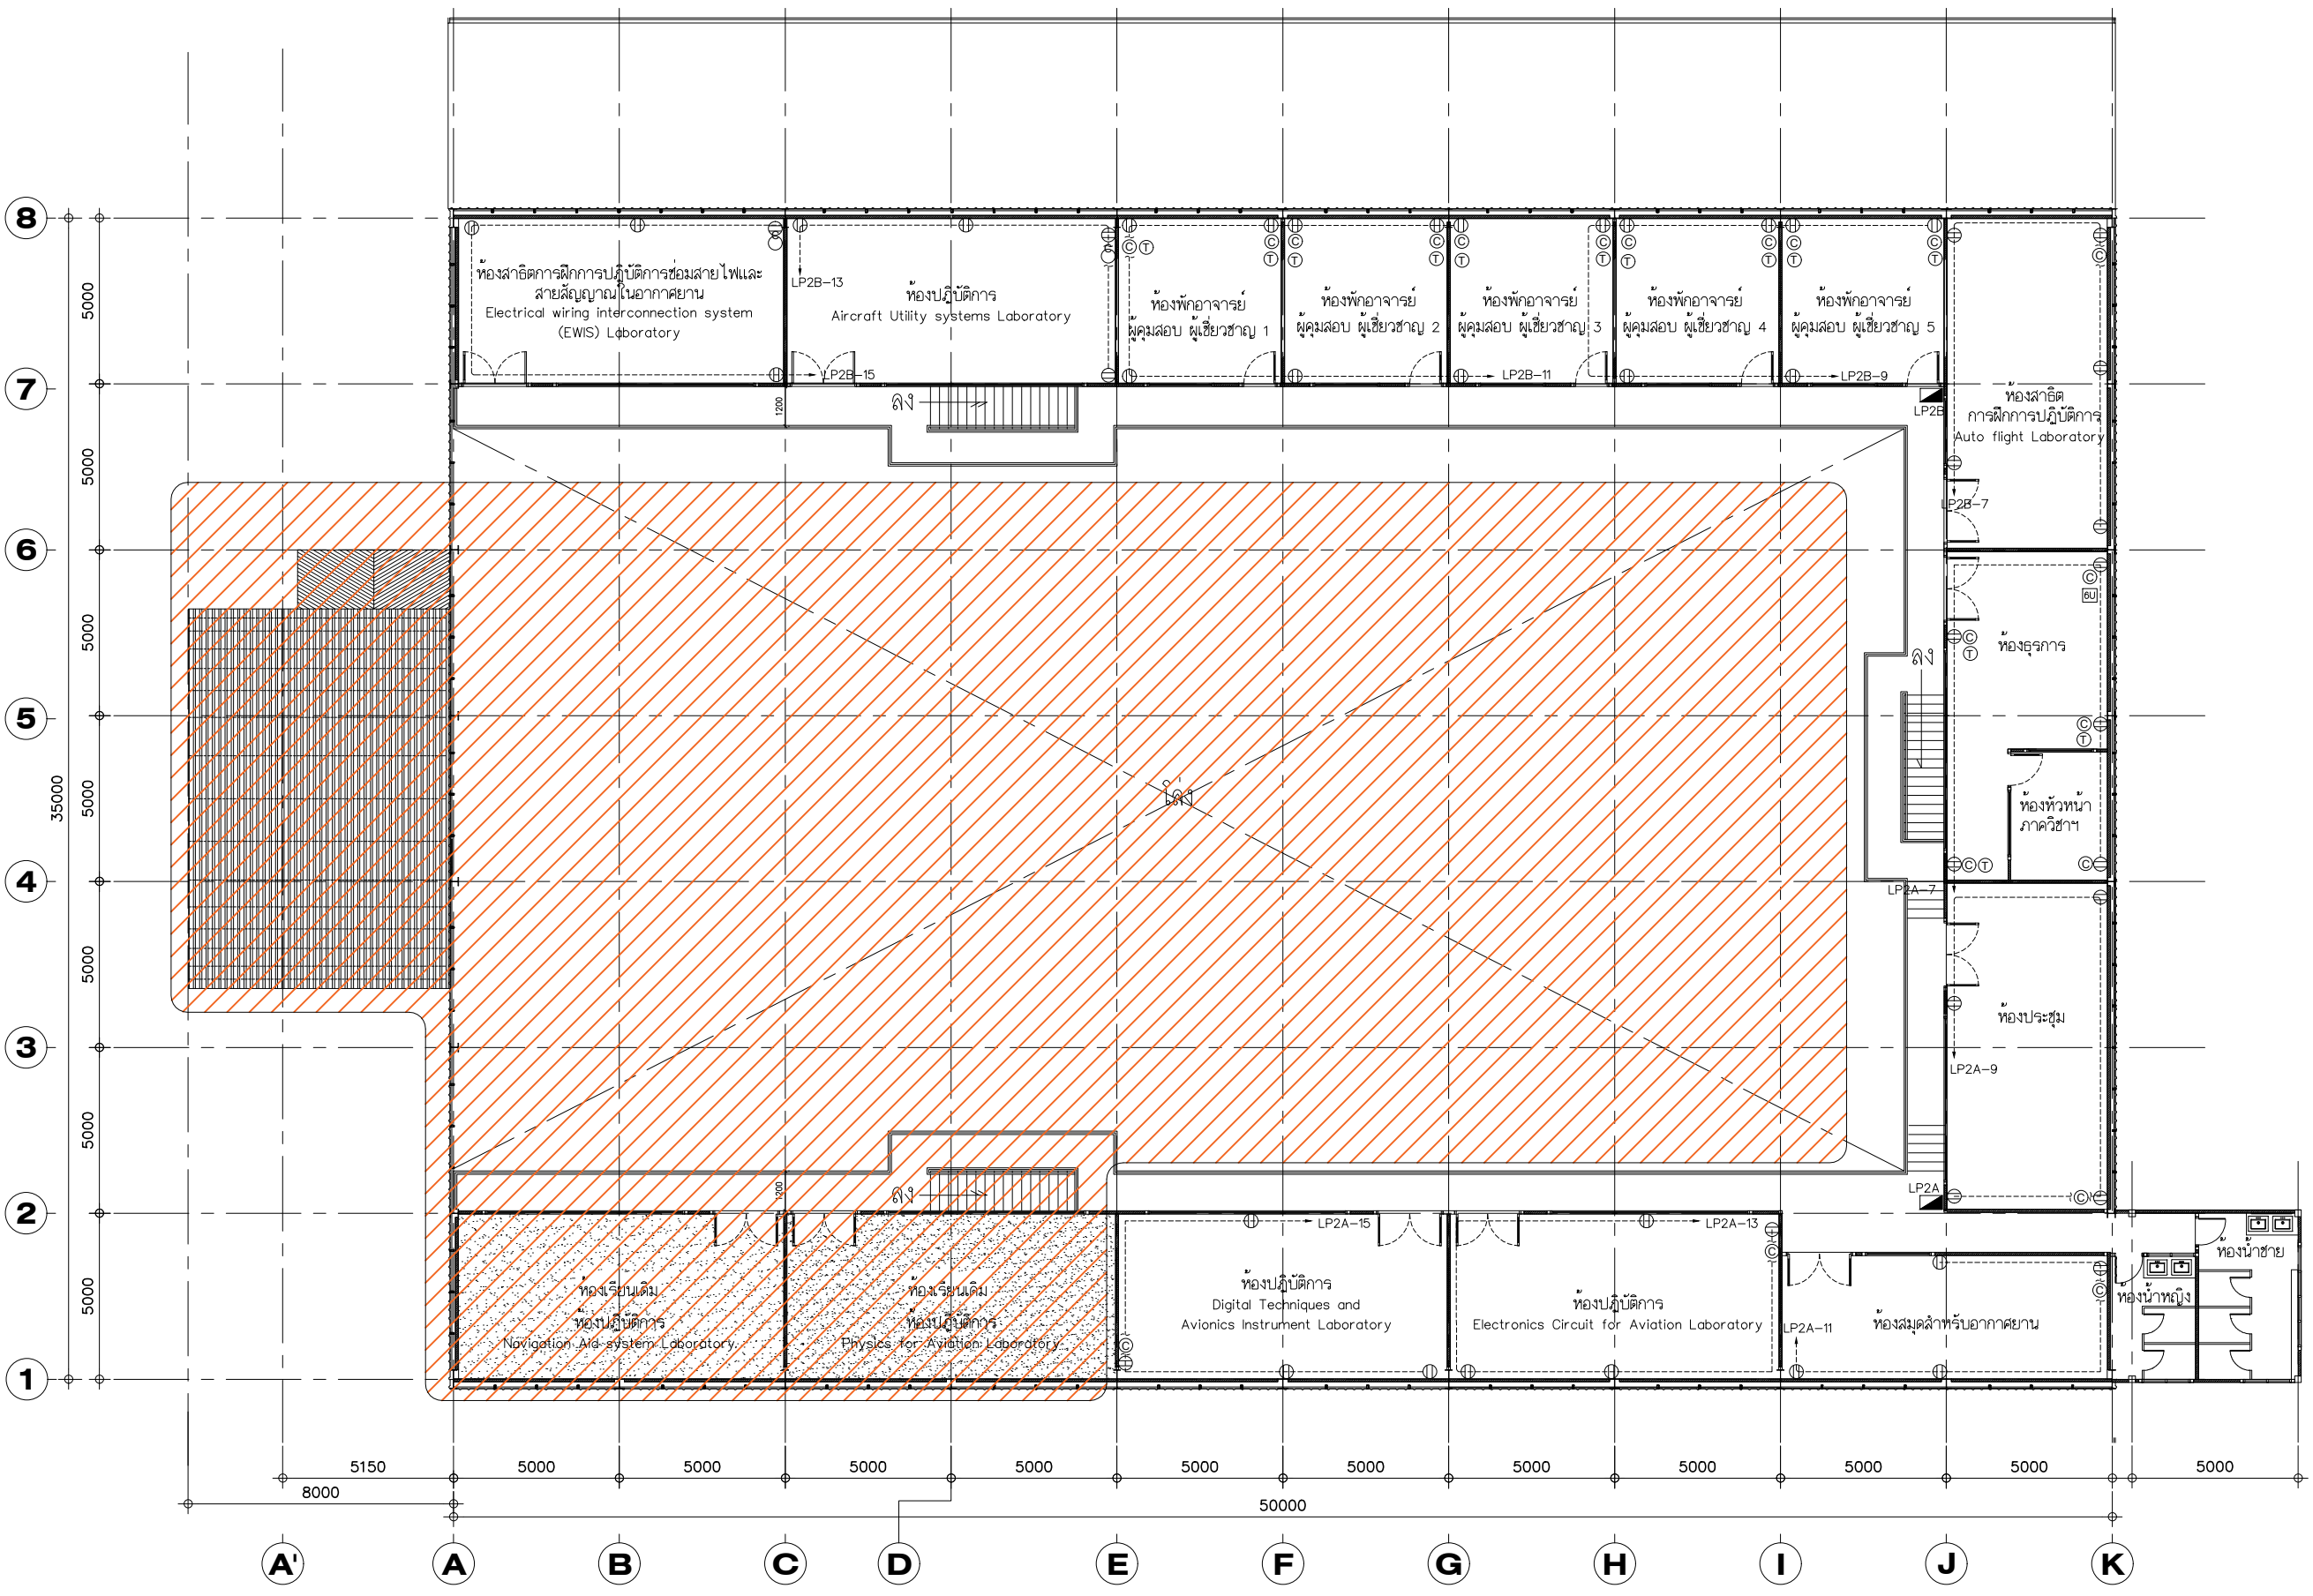 8
7
6
5
4
3
2
1
5000
5000
5000
5000
5000
5000
5000
35000
ห้องสาธิตการฝึกการปฏิบัติการซ่อมสายไฟและ
สายสัญญาณในอากาศยาน
Electrical wiring interconnection system
(EWIS) Laboratory
LP2B-13
ห้องปฏิบัติการ
Aircraft Utility systems Laboratory
LP2B-15
ห้องพักอาจารย์
ผู้คุมสอบ ผู้เชี่ยวชาญ 1
ห้องพักอาจารย์
ผู้คุมสอบ ผู้เชี่ยวชาญ 2
ห้องพักอาจารย์
ผู้คุมสอบ ผู้เชี่ยวชาญ 3
ห้องพักอาจารย์
ผู้คุมสอบ ผู้เชี่ยวชาญ 4
ห้องพักอาจารย์
ผู้คุมสอบ ผู้เชี่ยวชาญ 5
LP2B-11
LP2B-9
C T
C T
C T
C T
C T
C T
C T
C T
C T
C T
C
1200
ลง
LP2B
ห้องสาธิต
การฝึกการปฏิบัติการ
Auto flight Laboratory
LP2B-7
C
6U
C
T
ห้องธุรการ
ลง
C
T
ห้องหัวหน้า
ภาควิชาฯ
C T
C
LP2A-7
โล่ง
ห้องประชุม
LP2A-9
LP2A
C
1200
ลง
ห้องเรียนเดิม
ห้องปฏิบัติการ
Navigation Aid system Laboratory
ห้องเรียนเดิม
ห้องปฏิบัติการ
Physics for Aviation Laboratory
LP2A-15
ห้องปฏิบัติการ
Digital Techniques and
Avionics Instrument Laboratory
C
LP2A-13
C
ห้องปฏิบัติการ
Electronics Circuit for Aviation Laboratory
LP2A-11
ห้องสมุดสำหรับอากาศยาน
C
ห้องน้ำหญิง
ห้องน้ำชาย
5150
5000
5000
5000
5000
5000
5000
5000
5000
5000
5000
5000
8000
50000
A'
A
B
C
D
E
F
G
H
I
J
K